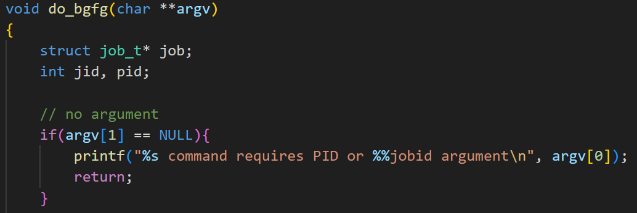 void do_bgfg(char **argv)
{
    struct job_t* job;
    int jid, pid;

    // no argument
    if(argv[1] == NULL){
        printf("%s command requires PID or %%jobid argument\n", argv[0]);
        return;
    }